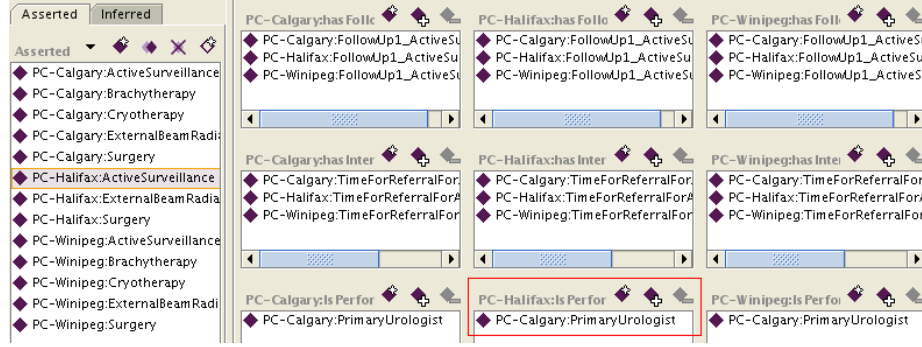 Asserted Inferred
Asserted
PC-Calgary:ActiveSurveillance
PC-Calgary:Brachytherapy
PC-Calgary:Cryotherapy
PC-Calgary:ExternalBeamRadi
PC-Calgary:Surgery
PC-Halifax:ActiveSurveillance
PC-Halifax:ExternalBeamRadia
PC-Halifax:Surgery
PC-Winipeg:ActiveSurveillance
PC-Winipeg:Brachytherapy
PC-Winipeg:Cryotherapy
PC-Winipeg:ExternalBeamRadi
PC-Winipeg:Surgery
PC-Calgary:has Follo
PC-Calgary:FollowUp1_ActiveSu
PC-Halifax:FollowUp1_ActiveSu
PC-Winipeg:FollowUp1_ActiveSu
PC-Halifax:has Follo
PC-Calgary:FollowUp1_ActiveSu
PC-Halifax:FollowUp1_ActiveSu
PC-Winipeg:FollowUp1_ActiveSu
PC-Winipeg:has Follo
PC-Calgary:FollowUp1_ActiveS
PC-Halifax:FollowUp1_ActiveS
PC-Winipeg:FollowUp1_ActiveS
PC-Calgary:has Inter
PC-Calgary:TimeForReferralFor
PC-Halifax:TimeForReferralForA
PC-Winipeg:TimeForReferralFor
PC-Halifax:has Inter
PC-Calgary:TimeForReferralFor
PC-Halifax:TimeForReferralForA
PC-Winipeg:TimeForReferralFor
PC-Winipeg:has Inter
PC-Calgary:TimeForReferralFor
PC-Halifax:TimeForReferralFor
PC-Winipeg:TimeForReferralFor
PC-Calgary:Is Perfor
PC-Calgary:PrimaryUrologist
PC-Halifax:Is Perfor
PC-Calgary:PrimaryUrologist
PC-Winipeg:Is Perfor
PC-Calgary:PrimaryUrologist